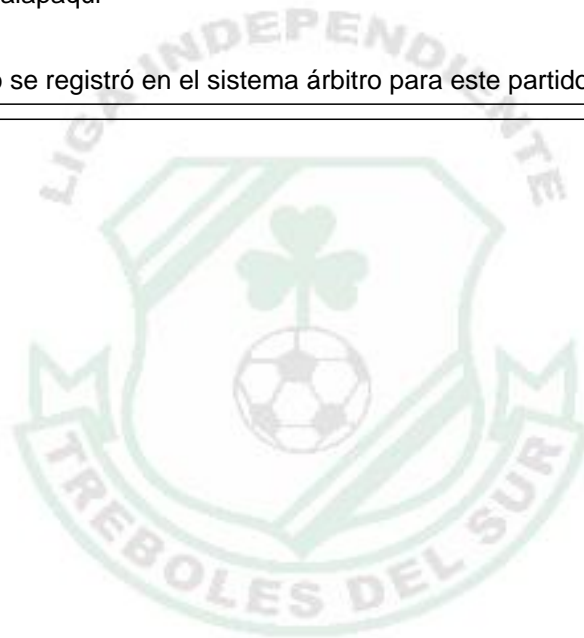 se registró en el sistema árbitro para este partido
LIGA INDEPENDIENTE
TREBOLES DEL SUR